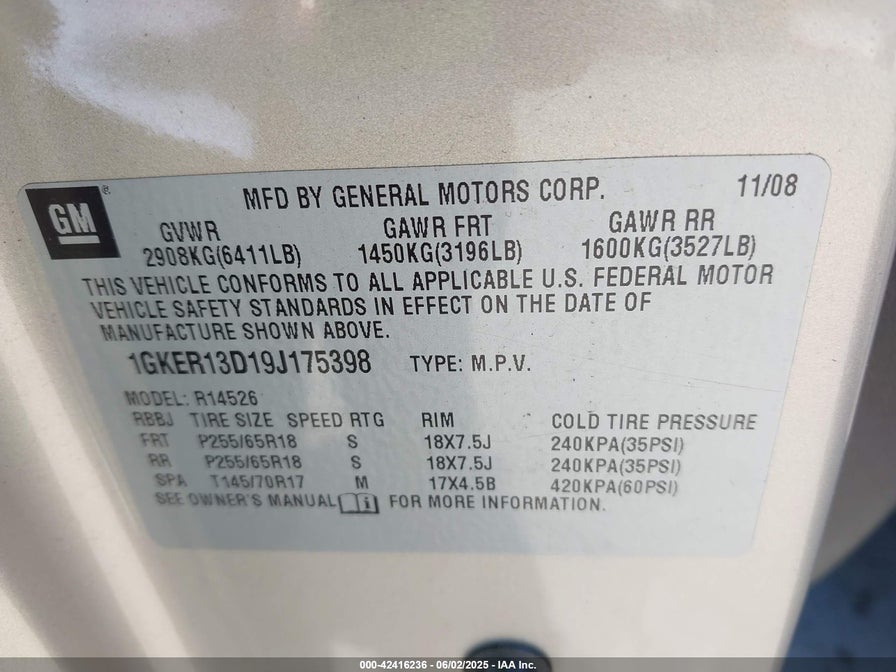 GM ® MFD BY GENERAL MOTORS CORP. 11/08
GVWR GAWR FRT GAWR RR
2908KG(6411LB) 1450KG(3196LB) 1600KG(3527LB)
THIS VEHICLE CONFORMS TO ALL APPLICABLE U.S. FEDERAL MOTOR
VEHICLE SAFETY STANDARDS IN EFFECT ON THE DATE OF
MANUFACTURE SHOWN ABOVE.
1GKER13D19J175398 TYPE: M.P.V.
MODEL: R14526
RBBJ TIRE SIZE SPEED RTG RIM COLD TIRE PRESSURE
FRT P255/65R18 S 18X7.5J 240KPA(35PSI)
RR P255/65R18 S 18X7.5J 240KPA(35PSI)
SPA T145/70R17 M 17X4.5B 420KPA(60PSI)
SEE OWNER'S MANUAL i FOR MORE INFORMATION.
000-42416236 - 06/02/2025 - IAA Inc.